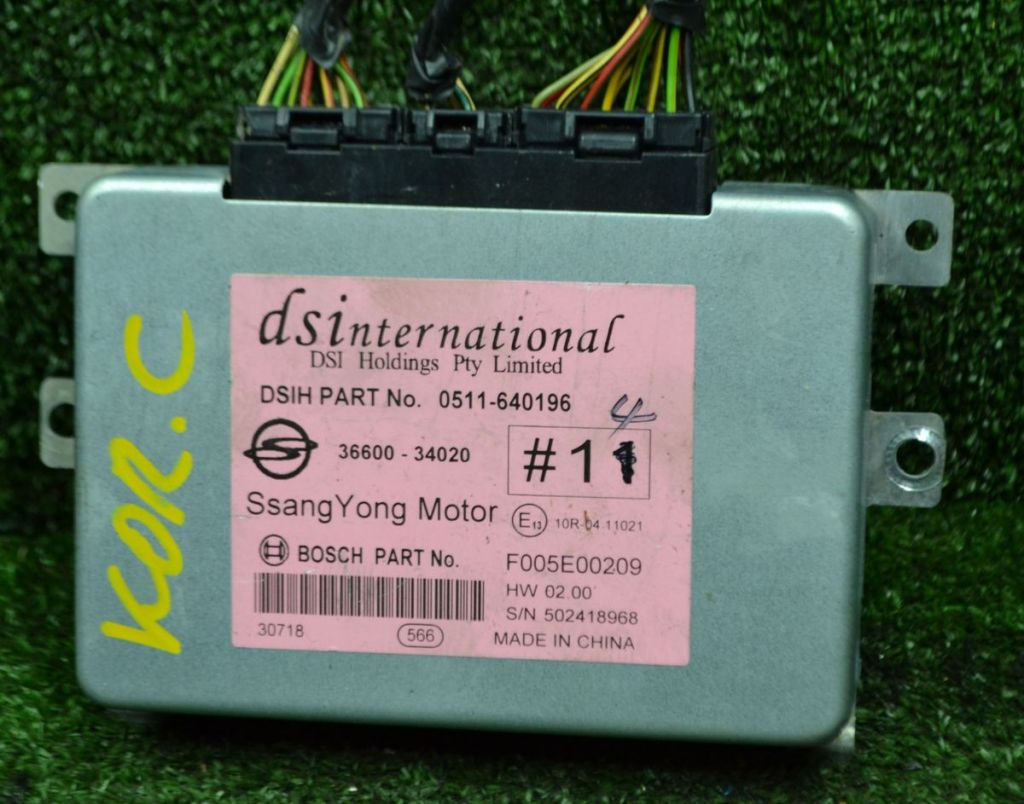 KOR. C
dsinternational
DSI Holdings Pty Limited
DSIH PART No. 0511-640196
4
36600 - 34020
#11
SsangYong Motor
E13 10R-04 11021
BOSCH PART No. F005E00209
HW 02.00
S/N 502418968
30718 566 MADE IN CHINA